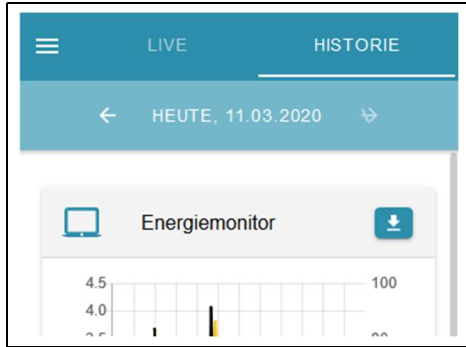 LIVE HISTORIE
HEUTE, 11.03.2020
Energiemonitor
4.5 100
4.0